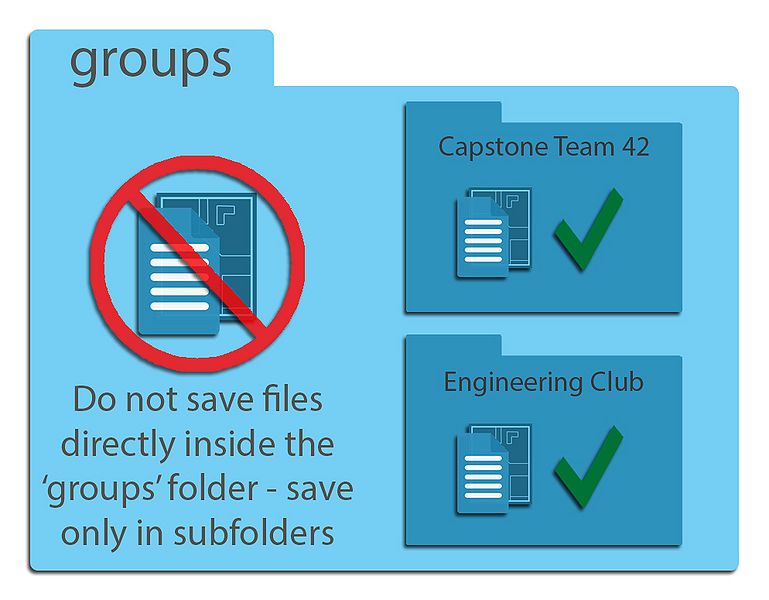 groups
Capstone Team 42
Engineering Club
Do not save files
directly inside the
‘groups’ folder - save
only in subfolders